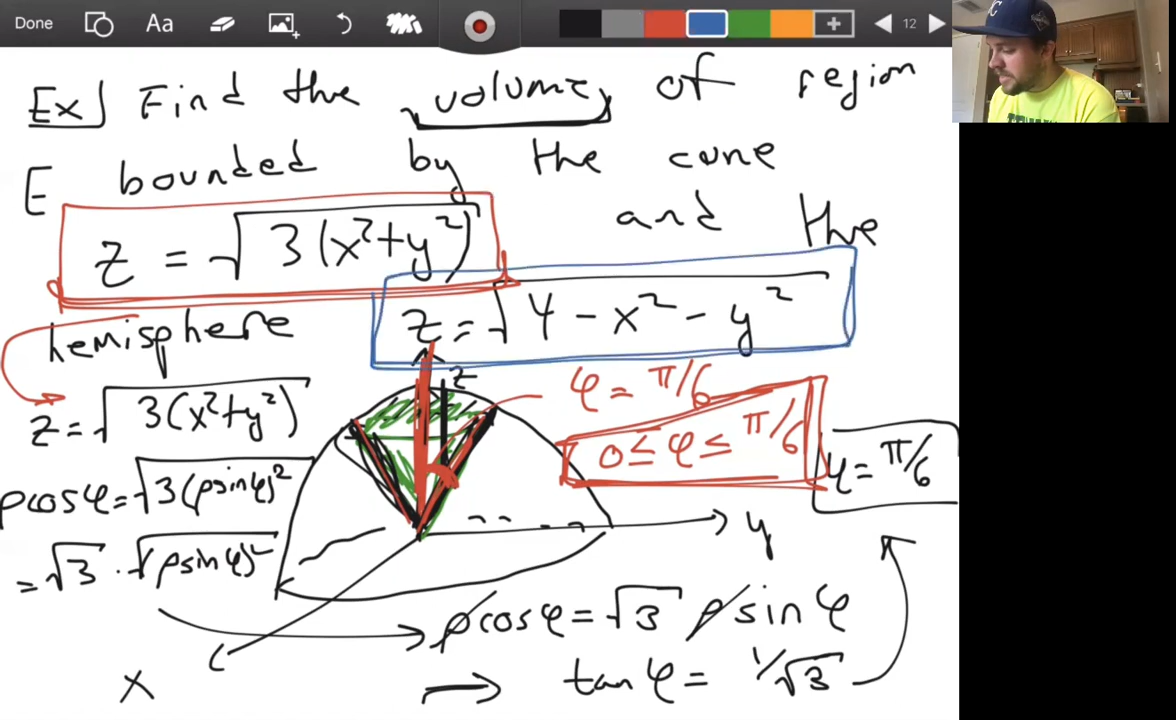 Done Aa 12
Ex] Find the volume of region
E bounded by the cone
z = √3(x²+y²) and the
hemisphere z = √4 - x² - y²
z = √3(x²+y²)
z
φ = π/6
0 ≤ φ ≤ π/6
φ = π/6
ρcosφ = √3(ρsinφ)²
= √3 · √(ρsinφ)²
y
x
ρcosφ = √3 ρsinφ
tanφ = 1/√3